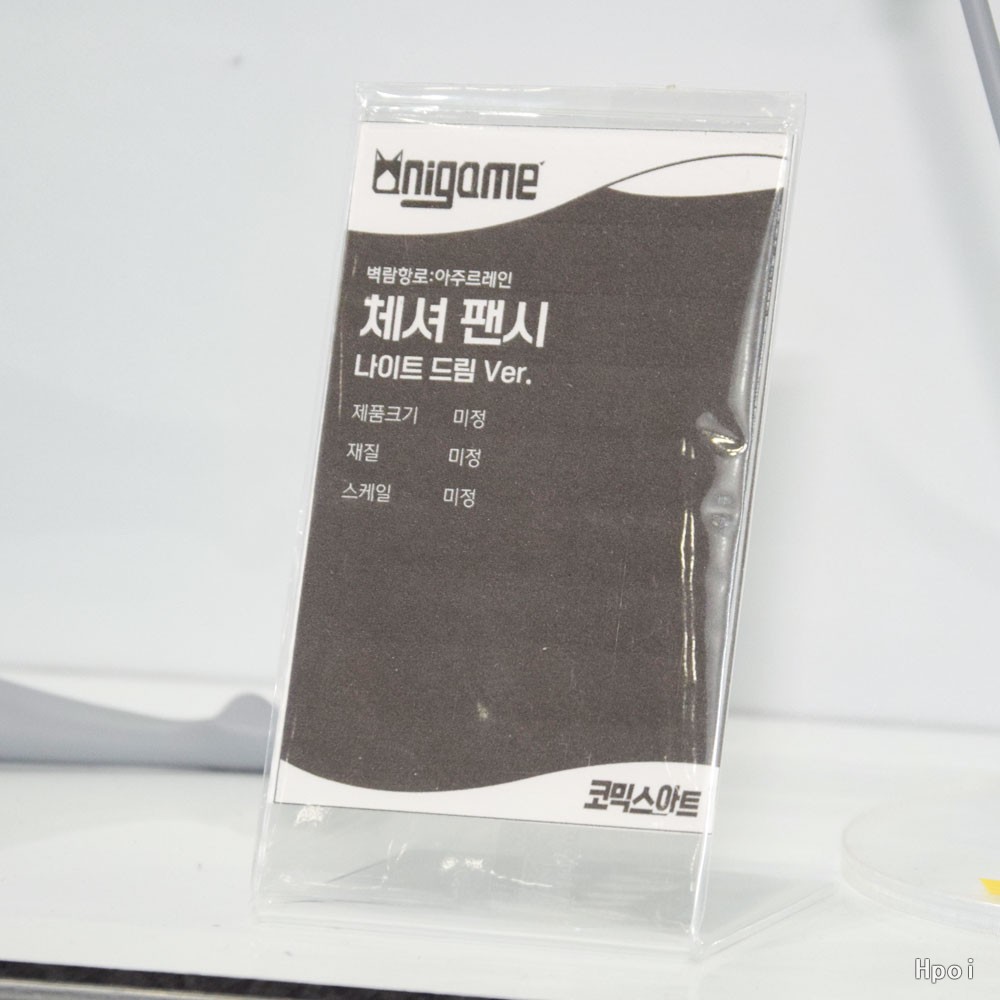 Onigame
벽람항로:아주르레인
체셔 팬시
나이트 드림 Ver.
제품크기 미정
재질 미정
스케일 미정
코믹스아트
Hpoi